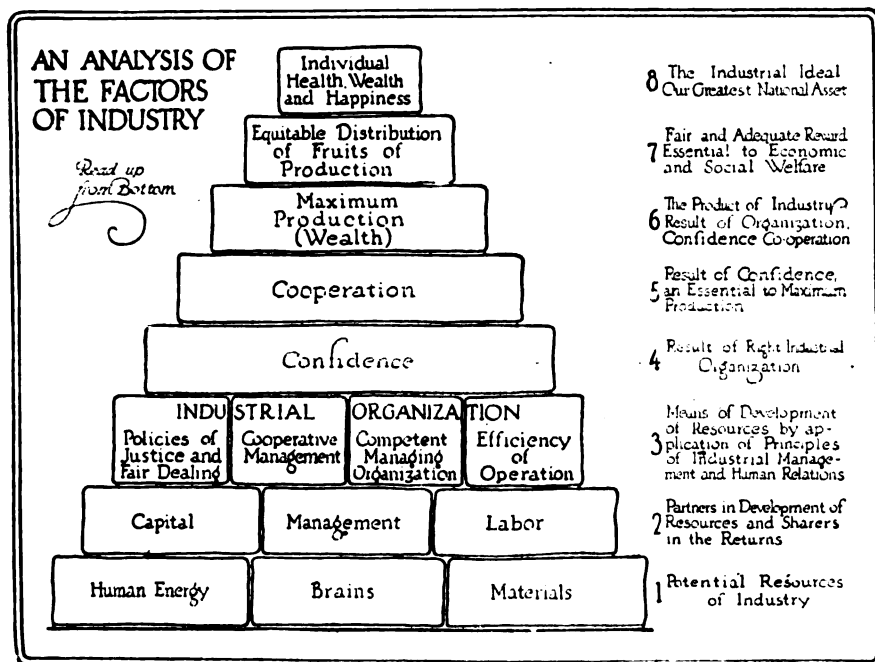 AN ANALYSIS OF
THE FACTORS
OF INDUSTRY
Read up
from Bottom
Individual
Health, Wealth
and Happiness
8 The Industrial Ideal
Our Greatest National Asset
Equitable Distribution
of Fruits of
Production
7 Fair and Adequate Reward
Essential to Economic
and Social Welfare
Maximum
Production
(Wealth)
6 The Product of Industry
Result of Organization,
Confidence Co-operation
Cooperation
5 Result of Confidence,
an Essential to Maximum
Production
Confidence
4 Result of Right Industrial
Organization
INDUSTRIAL ORGANIZATION
Policies of
Justice and
Fair Dealing
Cooperative
Management
Competent
Managing
Organization
Efficiency
of
Operation
3 Means of Development
of Resources by ap-
plication of Principles
of Industrial Manage-
ment and Human Relations
Capital
Management
Labor
2 Partners in Development of
Resources and Sharers
in the Returns
Human Energy
Brains
Materials
1 Potential Resources
of Industry